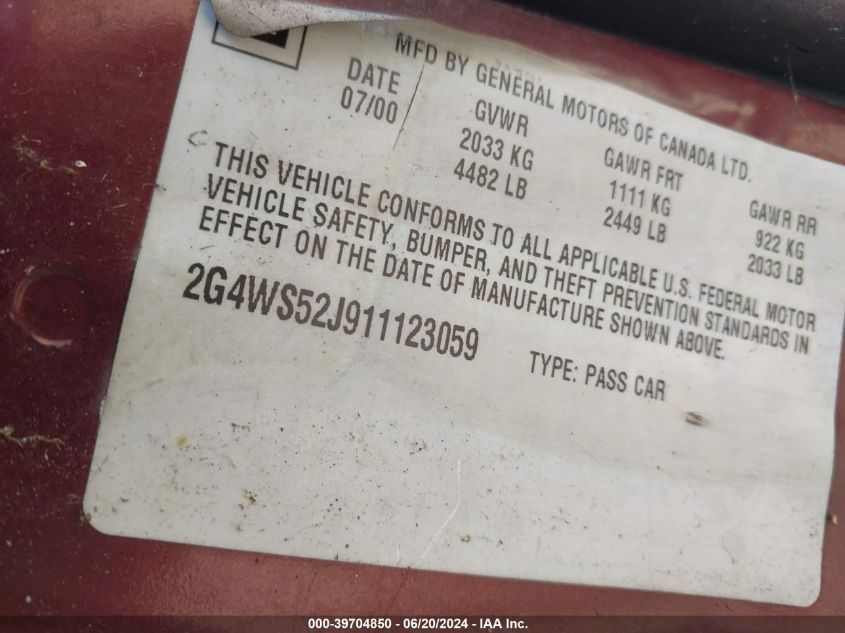 MFD BY GENERAL MOTORS OF CANADA LTD.
DATE GVWR GAWR FRT GAWR RR
07/00 2033 KG 1111 KG 922 KG
4482 LB 2449 LB 2033 LB
THIS VEHICLE CONFORMS TO ALL APPLICABLE U.S. FEDERAL MOTOR
VEHICLE SAFETY, BUMPER, AND THEFT PREVENTION STANDARDS IN
EFFECT ON THE DATE OF MANUFACTURE SHOWN ABOVE.
2G4WS52J911123059 TYPE: PASS CAR
000-39704850 - 06/20/2024 - IAA Inc.